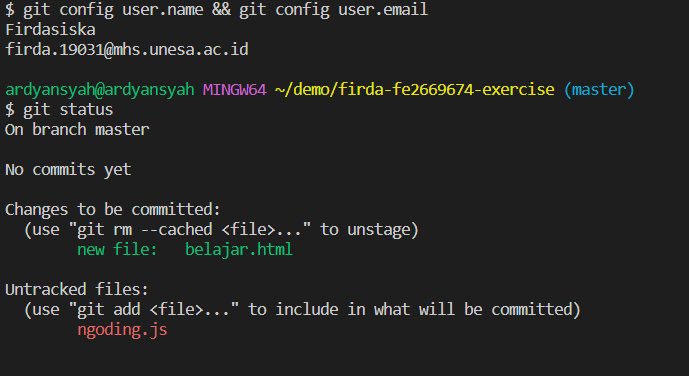 $ git config user.name && git config user.email
Firdasiska
firda.19031@mhs.unesa.ac.id
ardyansyah@ardyansyah MINGW64 ~/demo/firda-fe2669674-exercise (master)
$ git status
On branch master
No commits yet
Changes to be committed:
  (use "git rm --cached <file>..." to unstage)
        new file:   belajar.html
Untracked files:
  (use "git add <file>..." to include in what will be committed)
        ngoding.js